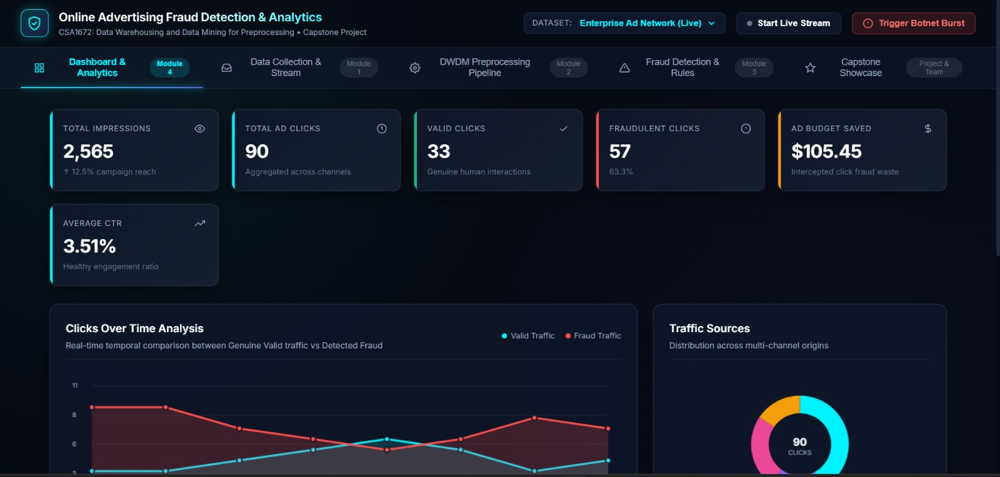 Online Advertising Fraud Detection & Analytics
CSA1672: Data Warehousing and Data Mining for Preprocessing • Capstone Project
DATASET: Enterprise Ad Network (Live)
Start Live Stream
Trigger Botnet Burst
Dashboard &
Analytics
Module
4
Data Collection &
Stream
Module
1
DWDM Preprocessing
Pipeline
Module
2
Fraud Detection &
Rules
Module
3
Capstone
Showcase
Project &
Team
TOTAL IMPRESSIONS
2,565
↑ 12.5% campaign reach
TOTAL AD CLICKS
90
Aggregated across channels
VALID CLICKS
33
Genuine human interactions
FRAUDULENT CLICKS
57
63.3%
AD BUDGET SAVED
$105.45
Intercepted click fraud waste
AVERAGE CTR
3.51%
Healthy engagement ratio
Clicks Over Time Analysis
Real-time temporal comparison between Genuine Valid traffic vs Detected Fraud
Valid Traffic
Fraud Traffic
11
8
6
Traffic Sources
Distribution across multi-channel origins
90
CLICKS